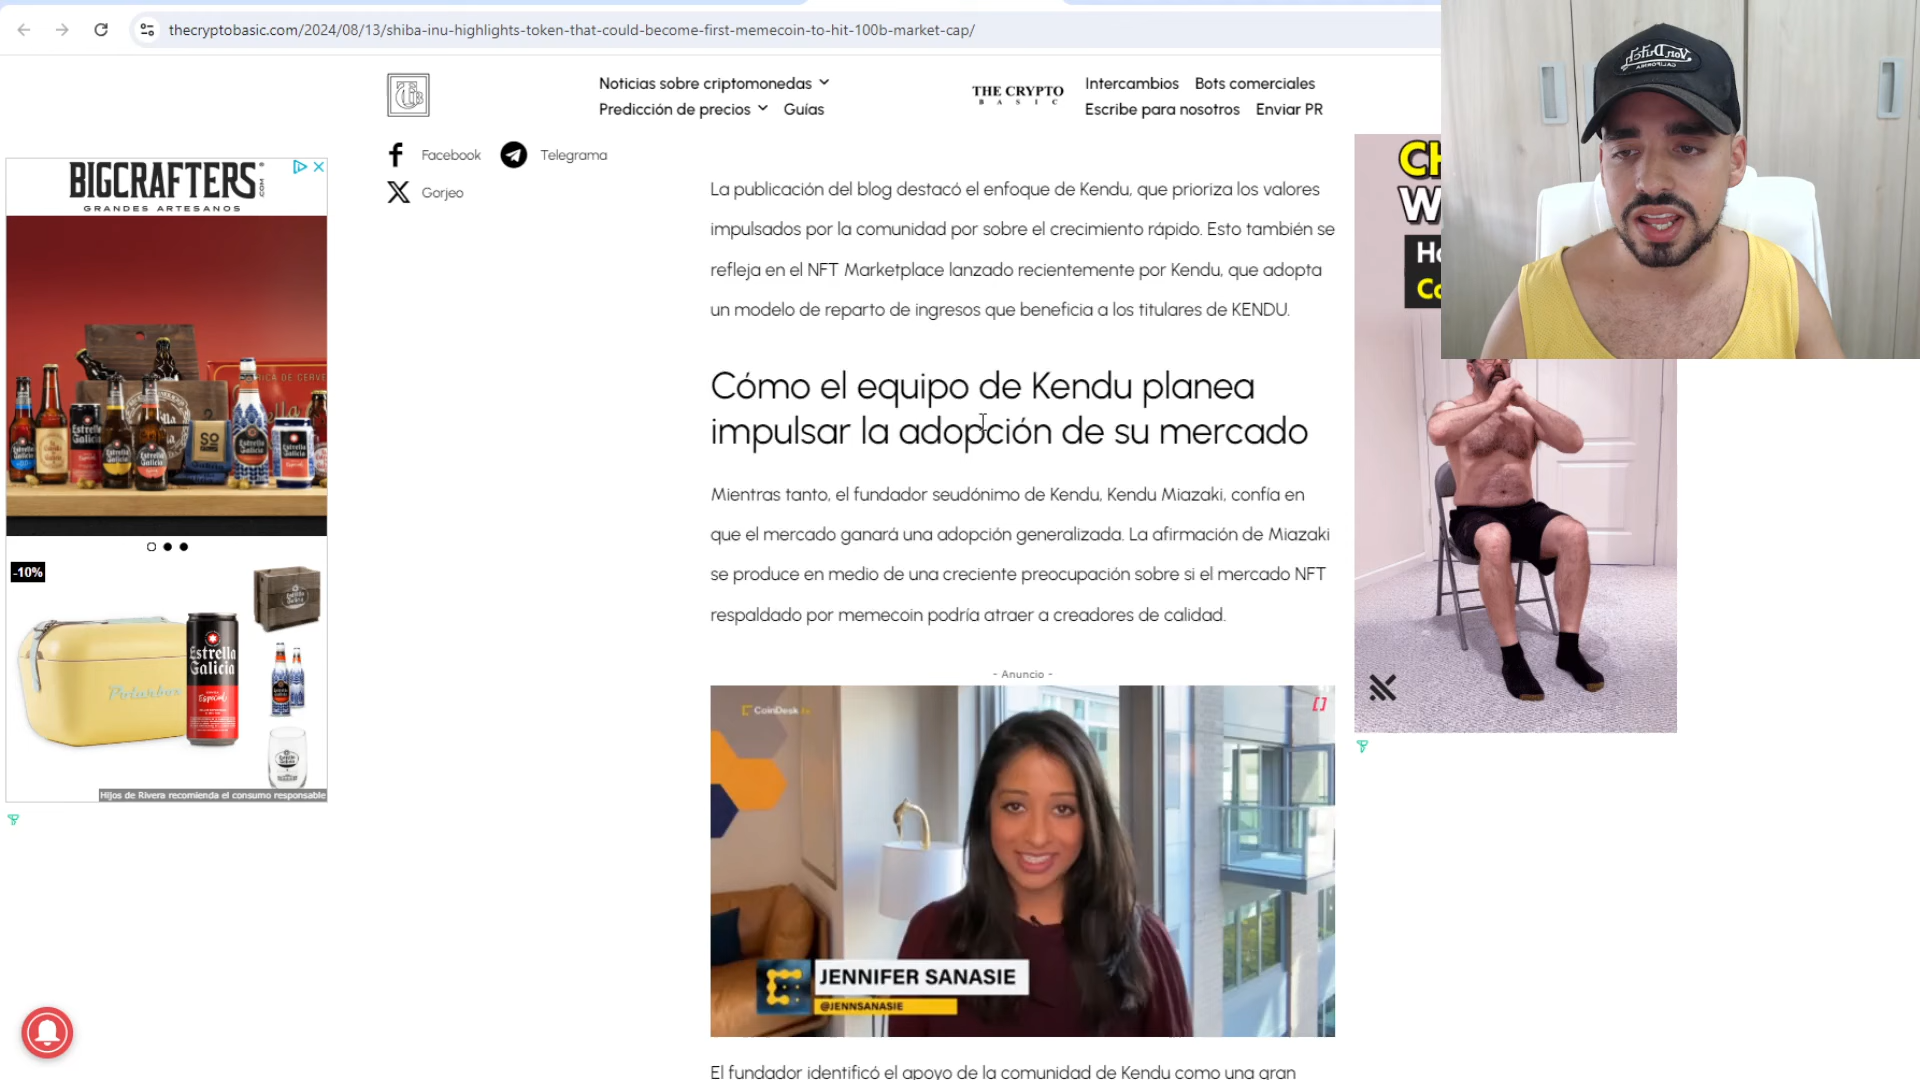 thecryptobasic.com/2024/08/13/shiba-inu-highlights-token-that-could-become-first-memecoin-to-hit-100b-market-cap/
Noticias sobre criptomonedas
Predicción de precios
Guías
THE CRYPTO
BASIC
Intercambios
Bots comerciales
Escribe para nosotros
Enviar PR
Facebook
Telegrama
Gorjeo
BIGCRAFTERS.COM
GRANDES ARTESANOS
-10%
Polarbox
Estrella
Galicia
Especial
Hijos de Rivera recomienda el consumo responsable
La publicación del blog destacó el enfoque de Kendu, que prioriza los valores
impulsados por la comunidad por sobre el crecimiento rápido. Esto también se
refleja en el NFT Marketplace lanzado recientemente por Kendu, que adopta
un modelo de reparto de ingresos que beneficia a los titulares de KENDU.
Cómo el equipo de Kendu planea
impulsar la adopción de su mercado
Mientras tanto, el fundador seudónimo de Kendu, Kendu Miazaki, confía en
que el mercado ganará una adopción generalizada. La afirmación de Miazaki
se produce en medio de una creciente preocupación sobre si el mercado NFT
respaldado por memecoin podría atraer a creadores de calidad.
- Anuncio -
CoinDesk
JENNIFER SANASIE
@JENNSANASIE
El fundador identificó el apoyo de la comunidad de Kendu como una gran
Von Dutch
CALIFORNIA